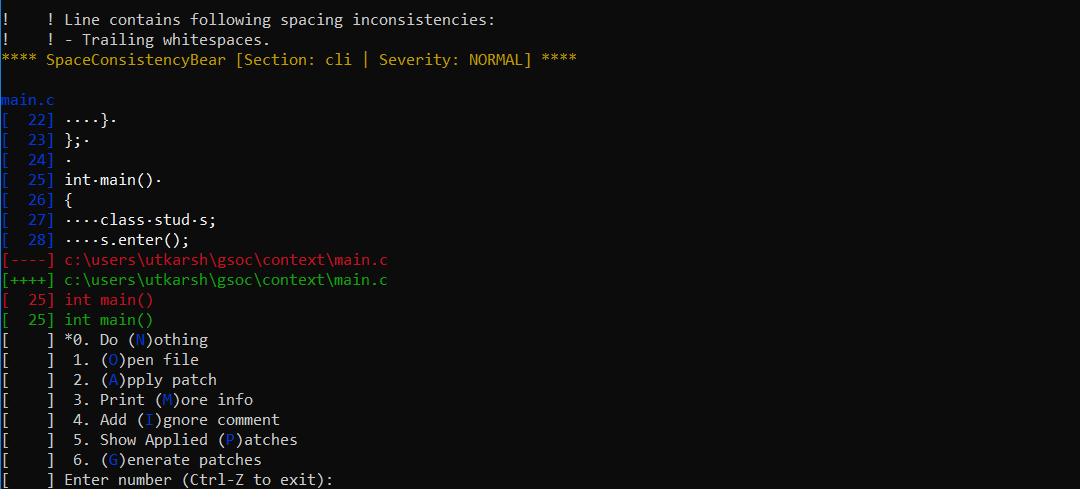 !    ! Line contains following spacing inconsistencies:
!    ! - Trailing whitespaces.
**** SpaceConsistencyBear [Section: cli | Severity: NORMAL] ****
main.c
[  22] ····}·
[  23] };·
[  24] ·
[  25] int·main()·
[  26] {
[  27] ····class·stud·s;
[  28] ····s.enter();
[----] c:\users\utkarsh\gsoc\context\main.c
[++++] c:\users\utkarsh\gsoc\context\main.c
[  25] int main()
[  25] int main()
[    ] *0. Do (N)othing
[    ]  1. (O)pen file
[    ]  2. (A)pply patch
[    ]  3. Print (M)ore info
[    ]  4. Add (I)gnore comment
[    ]  5. Show Applied (P)atches
[    ]  6. (G)enerate patches
[    ] Enter number (Ctrl-Z to exit):